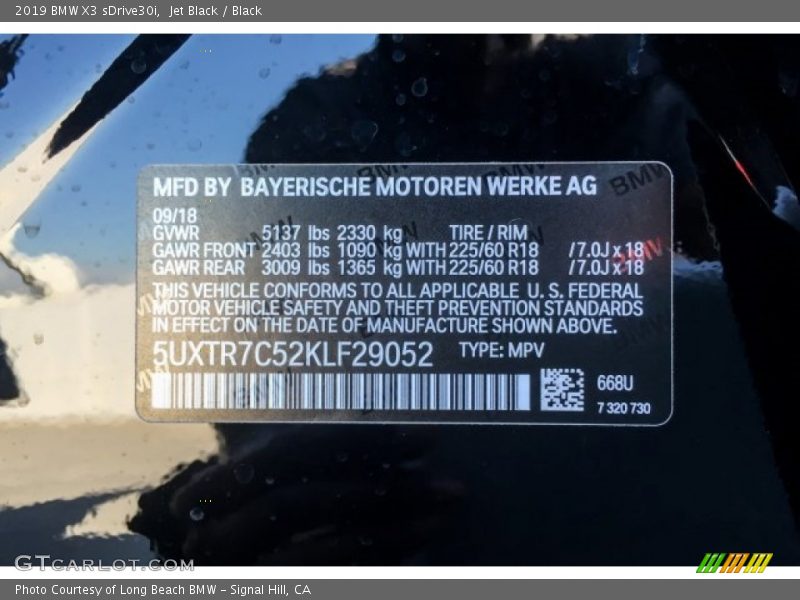 2019 BMW X3 sDrive30i, Jet Black / Black
MFD BY BAYERISCHE MOTOREN WERKE AG
09/18
GVWR 5137 lbs 2330 kg TIRE / RIM
GAWR FRONT 2403 lbs 1090 kg WITH 225/60 R18 /7.0J x 18
GAWR REAR 3009 lbs 1365 kg WITH 225/60 R18 /7.0J x 18
THIS VEHICLE CONFORMS TO ALL APPLICABLE U.S. FEDERAL
MOTOR VEHICLE SAFETY AND THEFT PREVENTION STANDARDS
IN EFFECT ON THE DATE OF MANUFACTURE SHOWN ABOVE.
5UXTR7C52KLF29052 TYPE: MPV
668U
7 320 730
GTCARLOT.COM
Photo Courtesy of Long Beach BMW - Signal Hill, CA